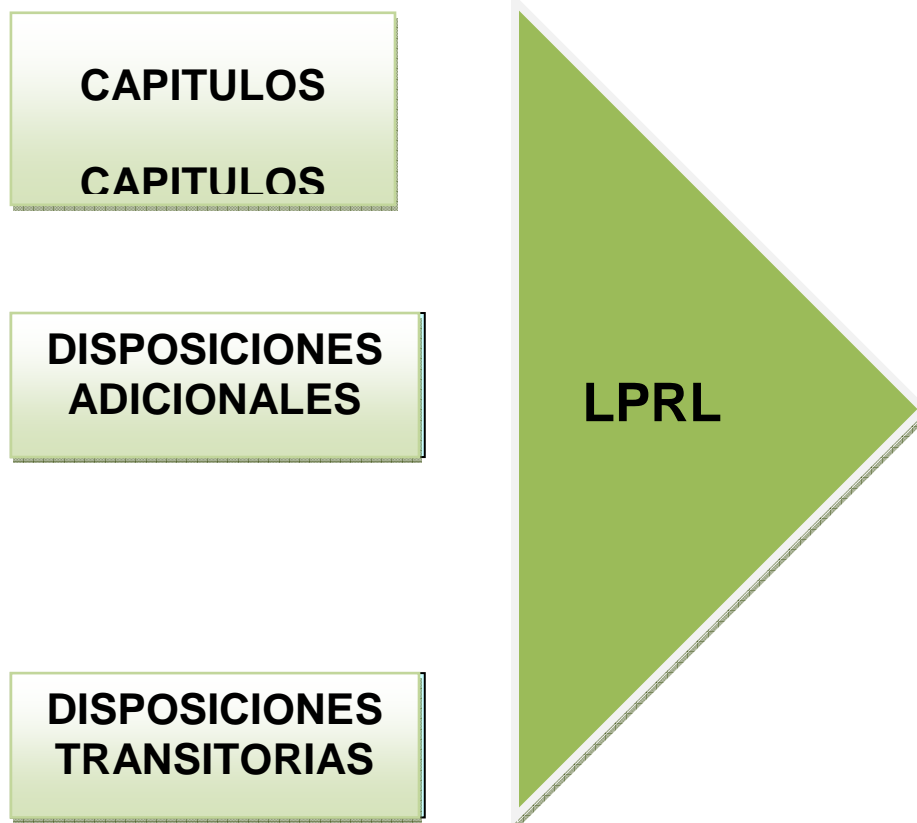 CAPITULOS
CAPITULOS
DISPOSICIONES
ADICIONALES
LPRL
DISPOSICIONES
TRANSITORIAS